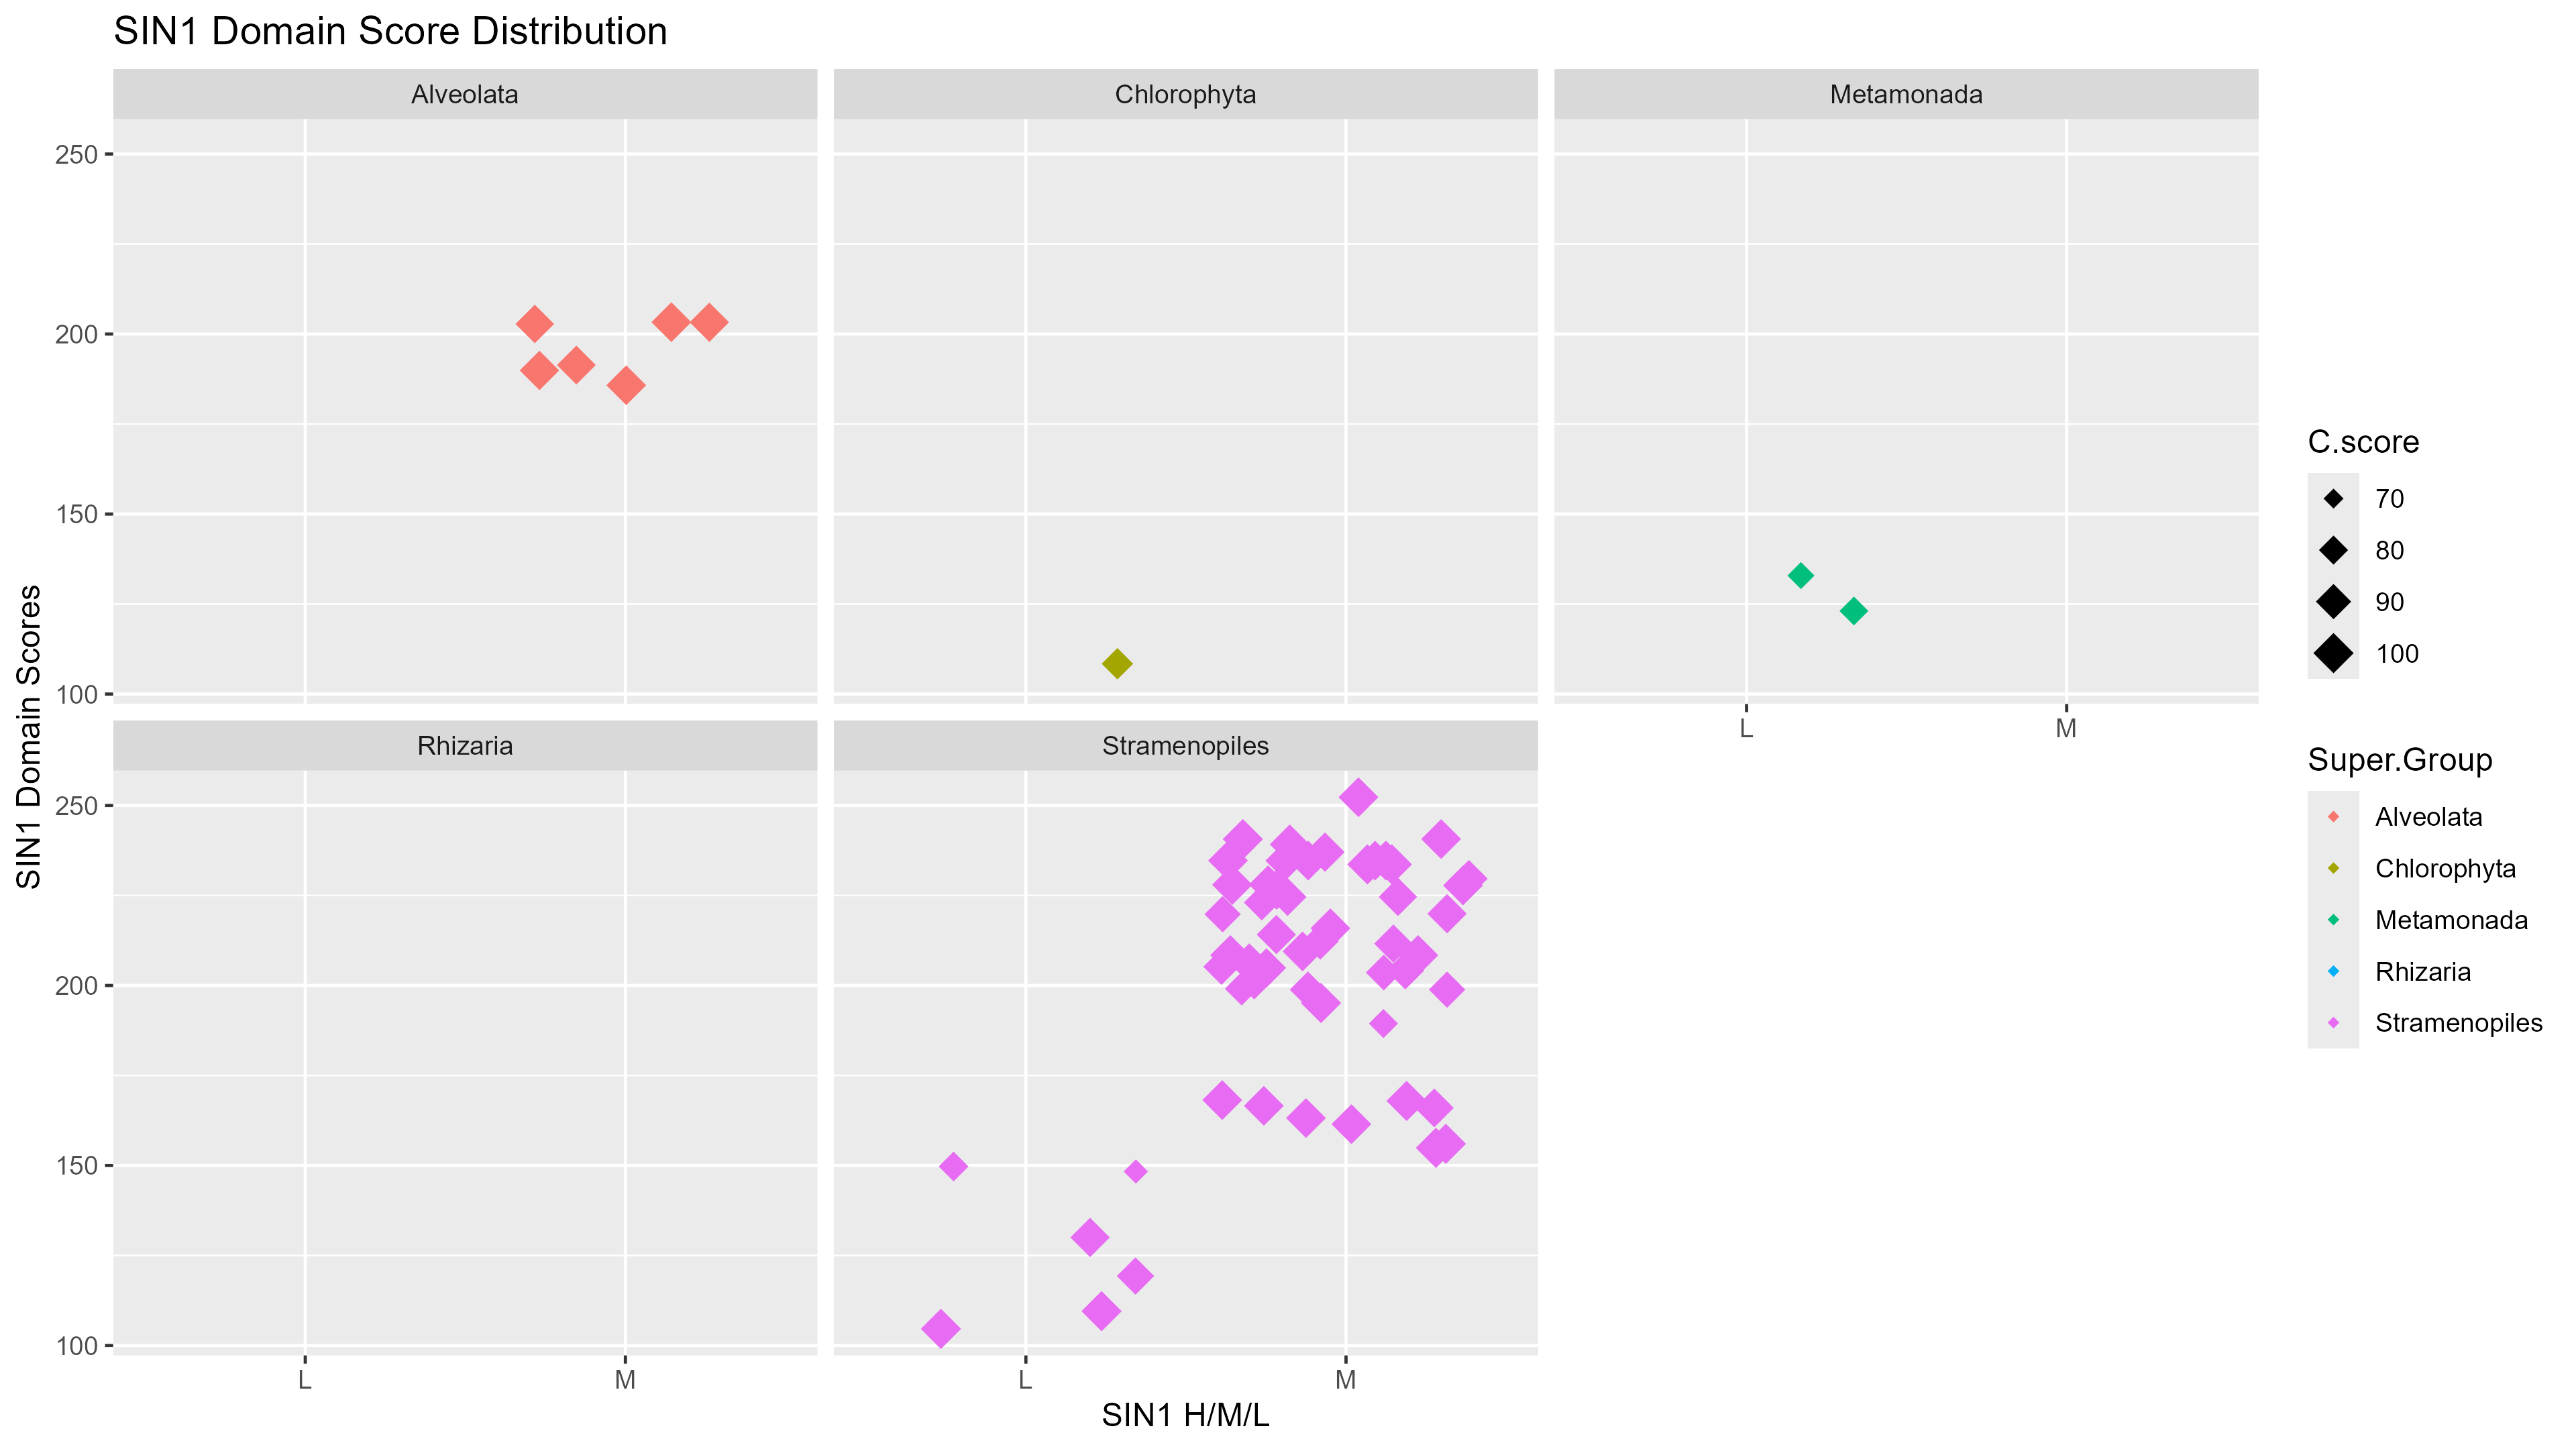 SIN1 Domain Score Distribution
Alveolata
Chlorophyta
Metamonada
250
200
150
100
L
M
Rhizaria
Stramenopiles
250
200
150
100
L
M
L
M
SIN1 H/M/L
SIN1 Domain Scores
C.score
70
80
90
100
Super.Group
Alveolata
Chlorophyta
Metamonada
Rhizaria
Stramenopiles